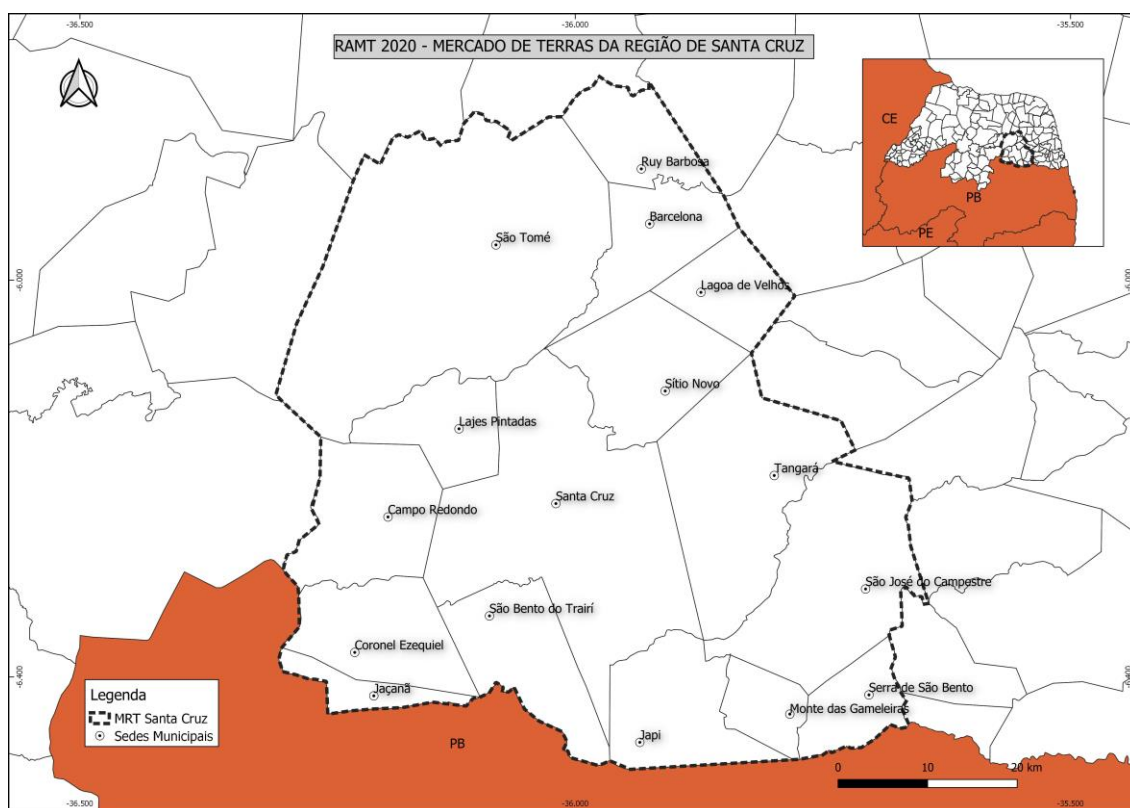 -36.500
-36.000
-35.500
RAMT 2020 - MERCADO DE TERRAS DA REGIÃO DE SANTA CRUZ
CE
PB
PE
Ruy Barbosa
Barcelona
São Tomé
-6.000
-6.000
Lagoa de Velhos
Sítio Novo
Lajes Pintadas
Tangará
Santa Cruz
Campo Redondo
São José do Campestre
São Bento do Trairí
Coronel Ezequiel
-6.400
-6.400
Jaçanã
Serra de São Bento
Monte das Gameleiras
Japi
PB
Legenda
MRT Santa Cruz
Sedes Municipais
0 10 20 km
-36.500
-36.000
-35.500